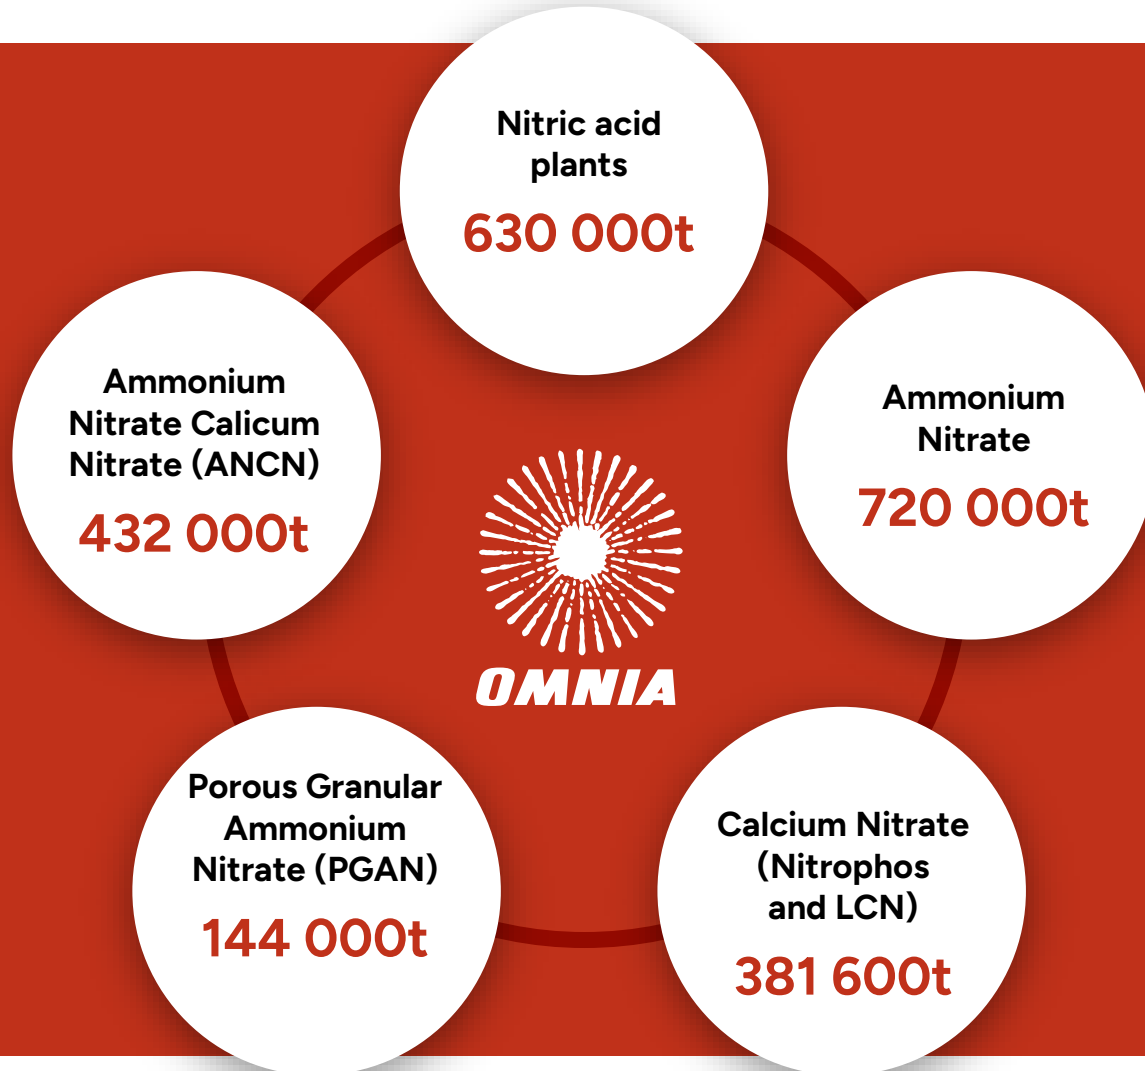 Nitric acid
plants
630 000t
Ammonium
Nitrate Calicum
Nitrate (ANCN)
432 000t
Ammonium
Nitrate
720 000t
OMNIA
Porous Granular
Ammonium
Nitrate (PGAN)
144 000t
Calcium Nitrate
(Nitrophos
and LCN)
381 600t